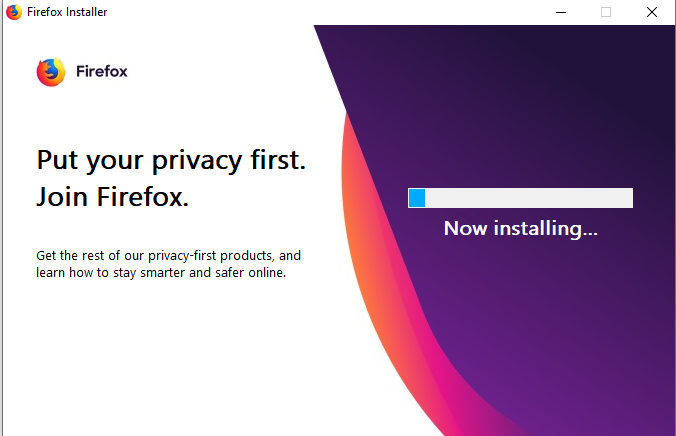 Firefox Installer
Firefox
Put your privacy first.
Join Firefox.
Get the rest of our privacy-first products, and
learn how to stay smarter and safer online.
Now installing...